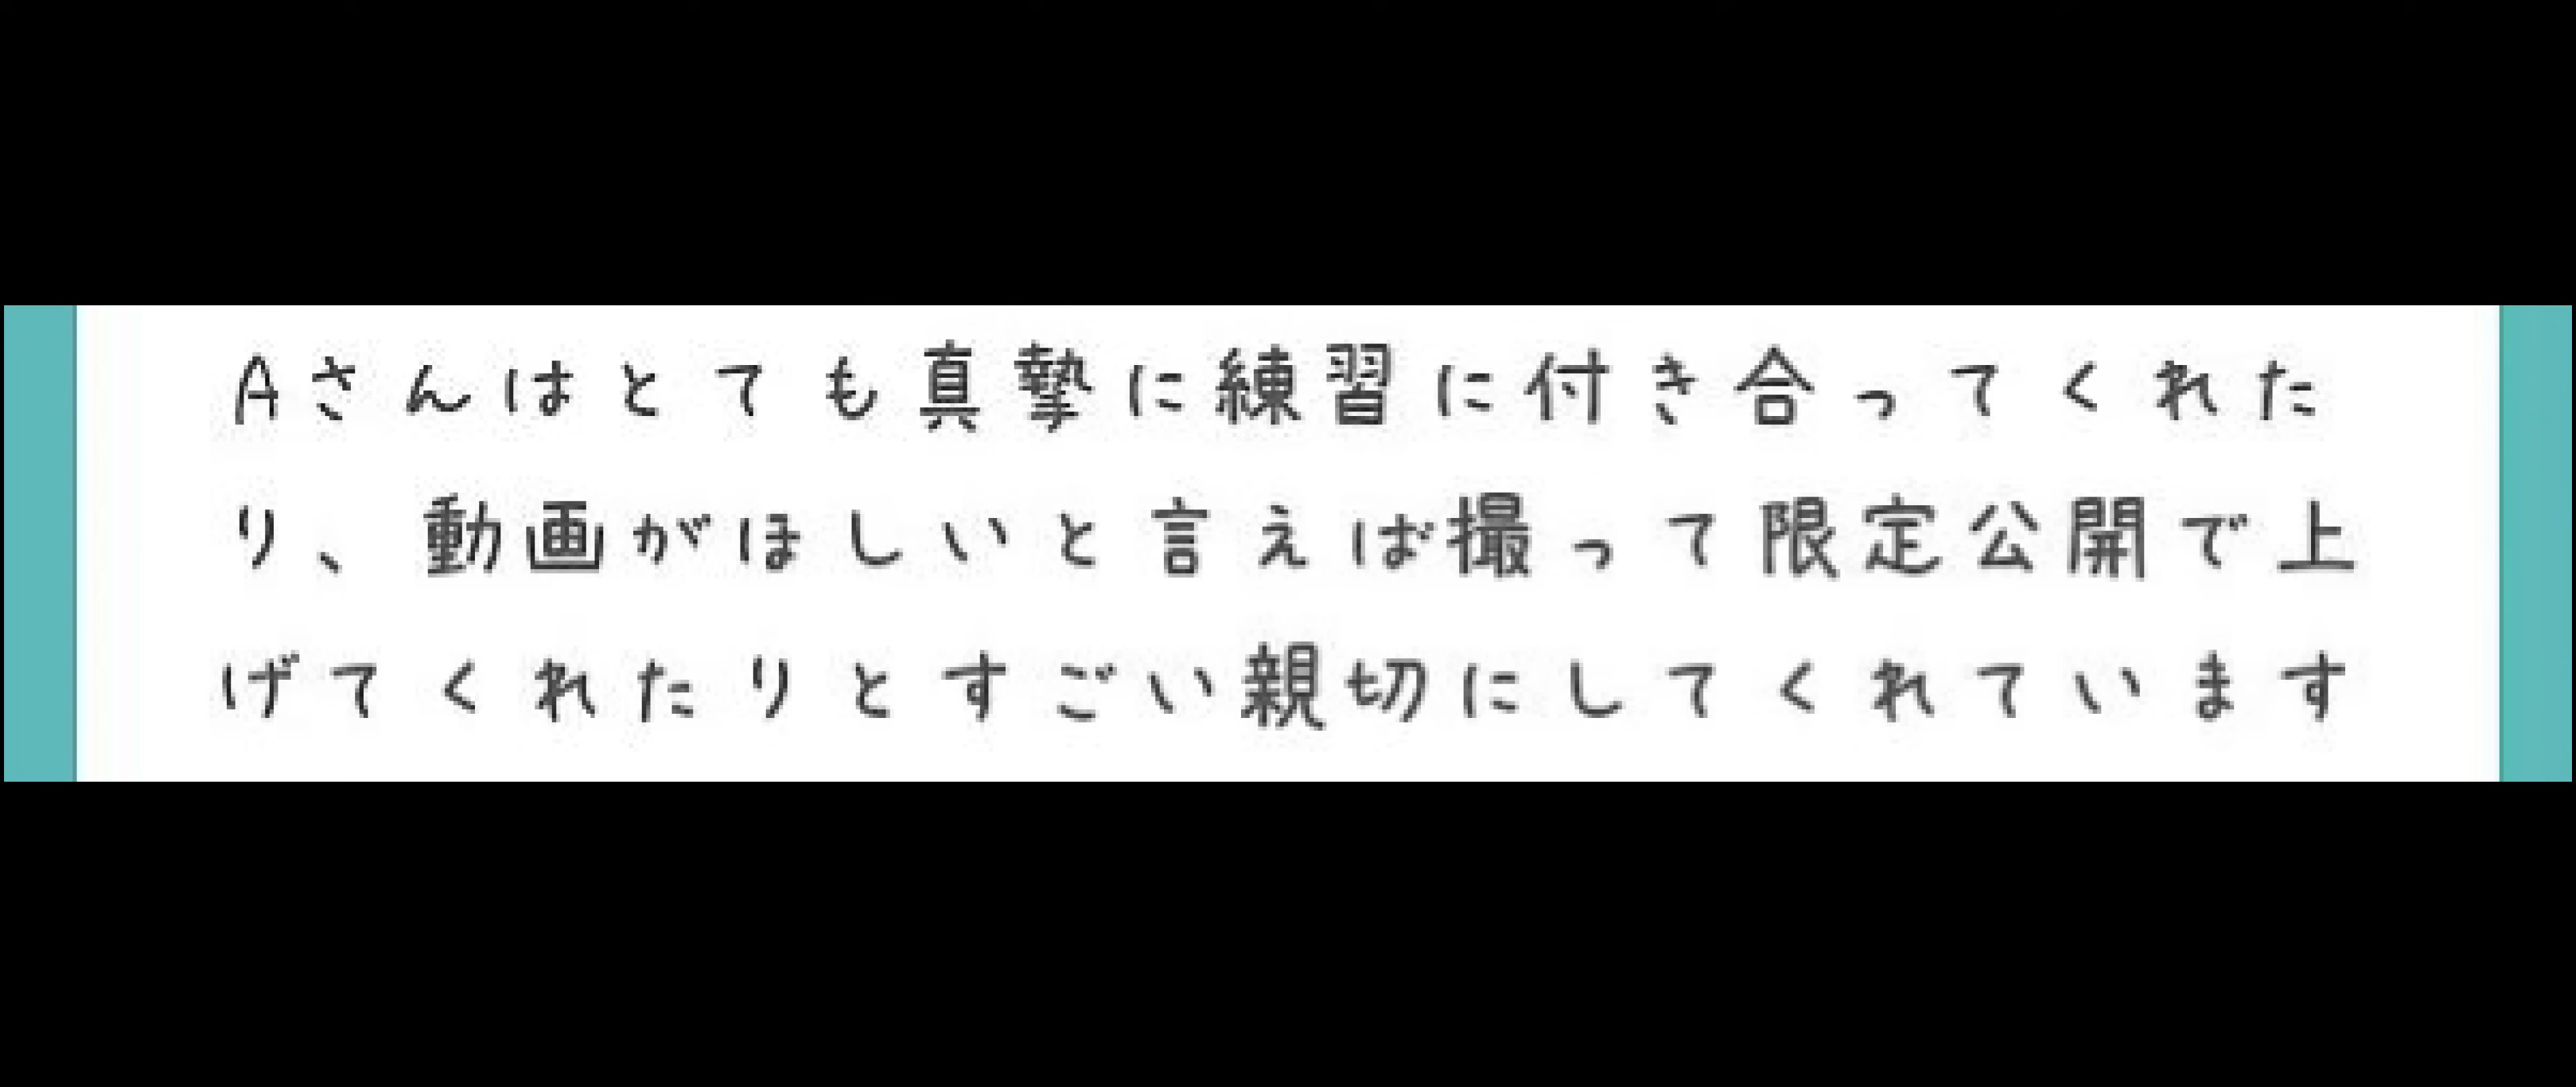 Aさんはとても真摯に練習に付き合ってくれた
り、動画がほしいと言えば撮って限定公開で上
げてくれたりとすごい親切にしてくれています